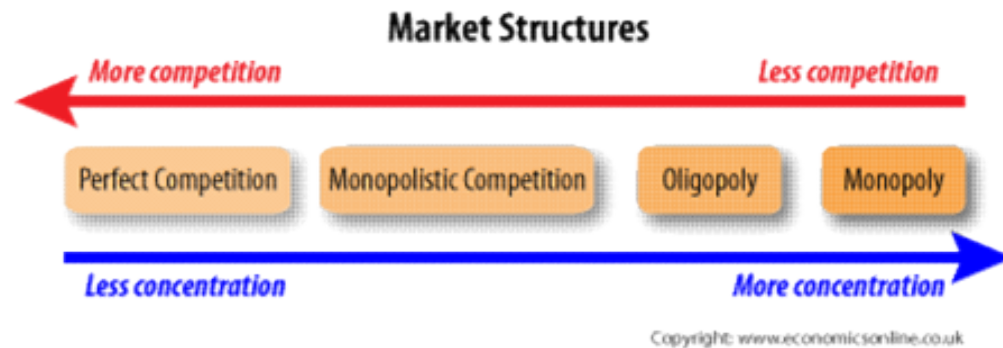 Market Structures
More competition Less competition
Perfect Competition Monopolistic Competition Oligopoly Monopoly
Less concentration More concentration
Copyright: www.economicsonline.co.uk